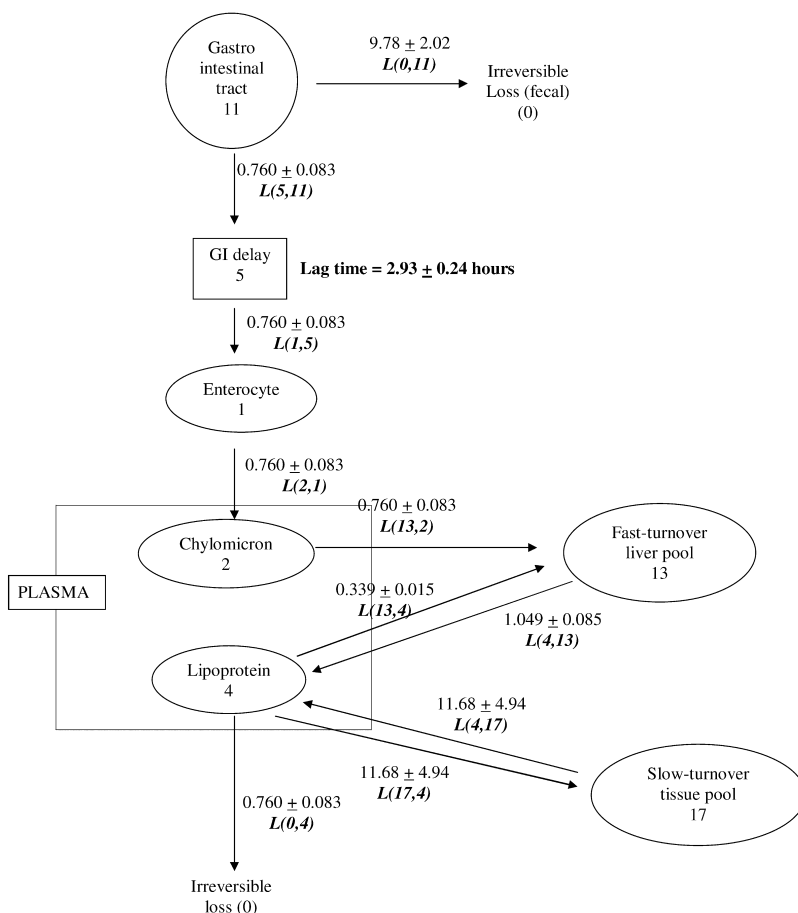 Gastro
intestinal
tract
11
9.78 ± 2.02
L(0,11)
Irreversible
Loss (fecal)
(0)
0.760 ± 0.083
L(5,11)
GI delay
5
Lag time = 2.93 ± 0.24 hours
0.760 ± 0.083
L(1,5)
Enterocyte
1
0.760 ± 0.083
L(2,1)
0.760 ± 0.083
L(13,2)
Chylomicron
2
Fast-turnover
liver pool
13
PLASMA
0.339 ± 0.015
L(13,4)
1.049 ± 0.085
L(4,13)
Lipoprotein
4
11.68 ± 4.94
L(4,17)
11.68 ± 4.94
L(17,4)
Slow-turnover
tissue pool
17
0.760 ± 0.083
L(0,4)
Irreversible
loss (0)